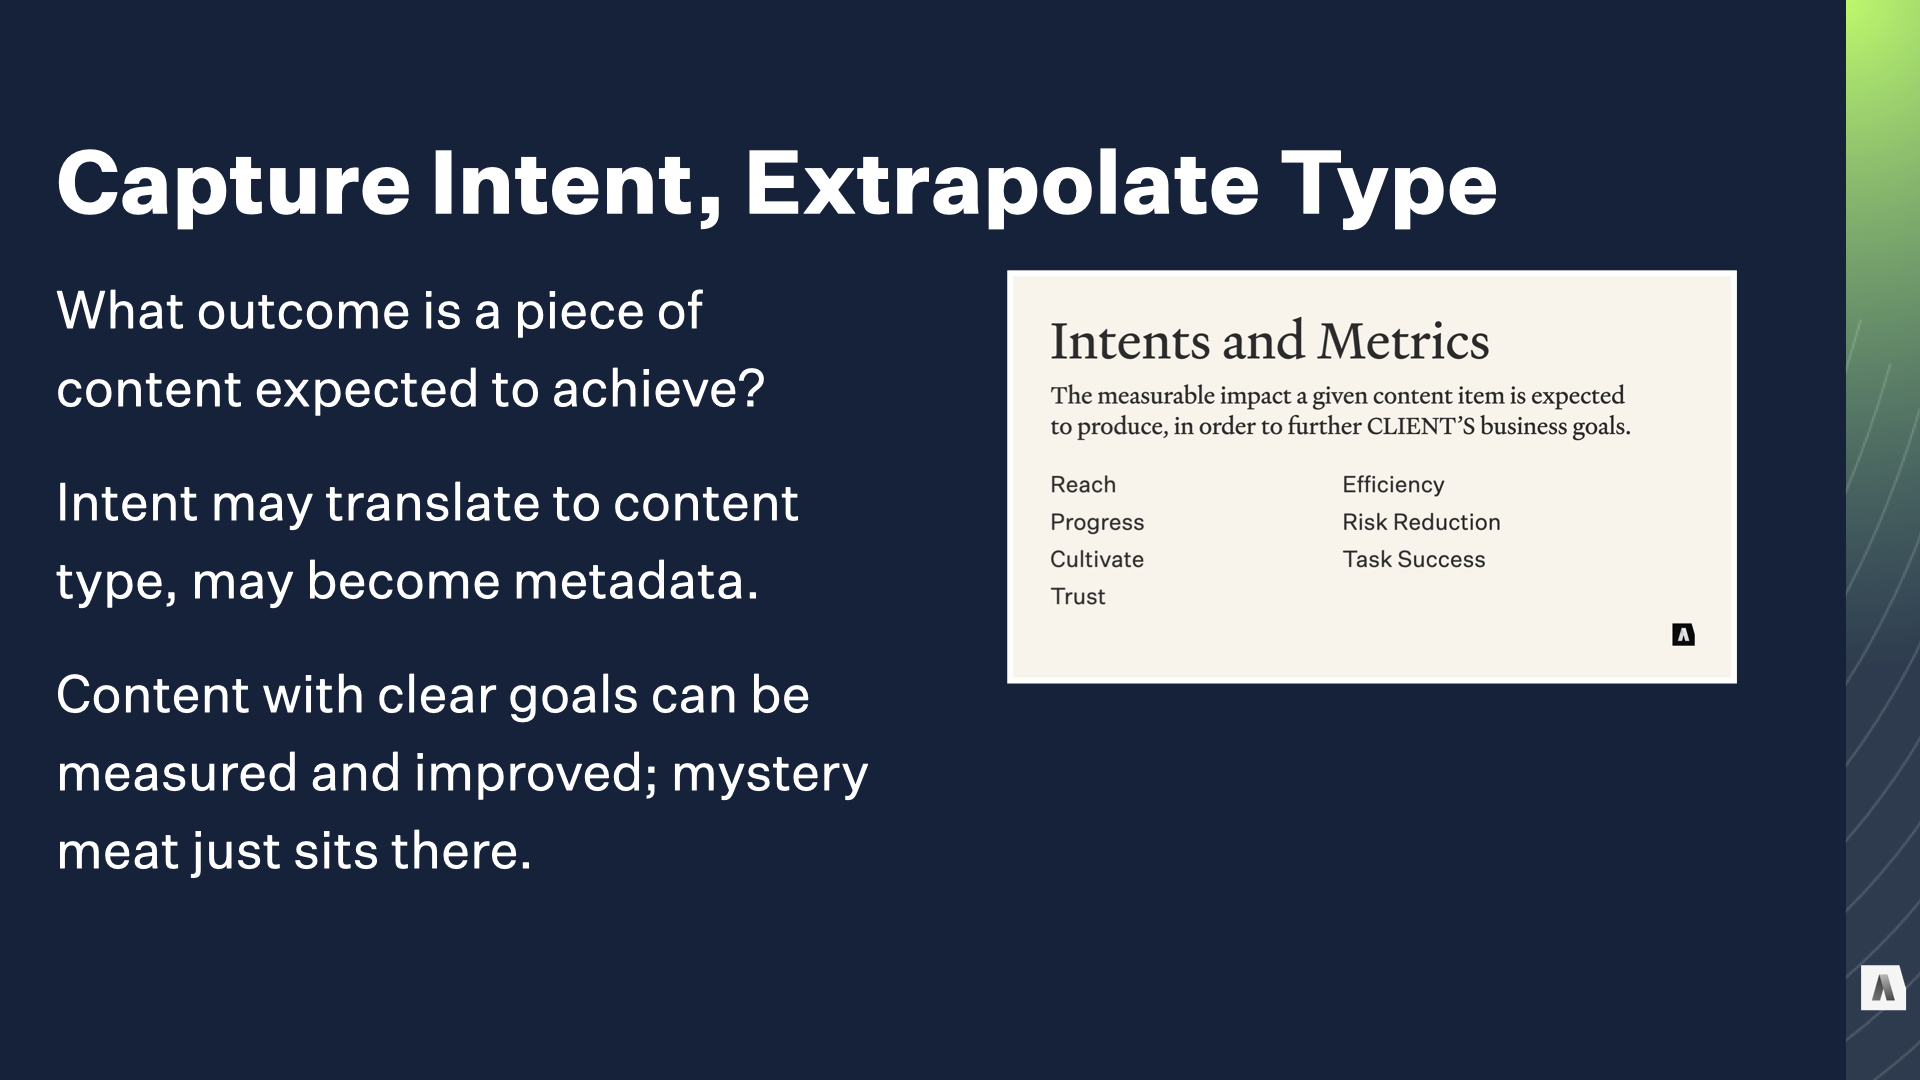 Capture Intent, Extrapolate Type
What outcome is a piece of
content expected to achieve?
Intent may translate to content
type, may become metadata.
Content with clear goals can be
measured and improved; mystery
meat just sits there.
Intents and Metrics
The measurable impact a given content item is expected
to produce, in order to further CLIENT’S business goals.
Reach
Progress
Cultivate
Trust
Efficiency
Risk Reduction
Task Success